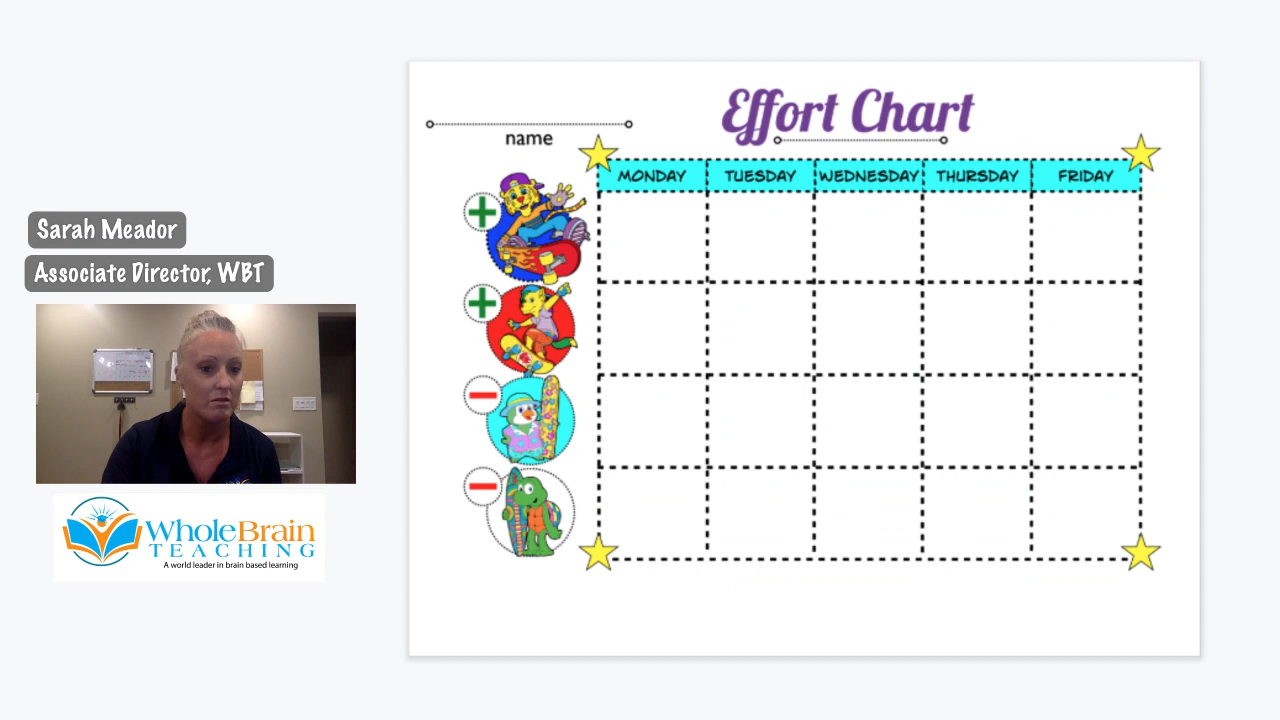 Effort Chart
name
MONDAY TUESDAY WEDNESDAY THURSDAY FRIDAY
+
+
−
−
Sarah Meador
Associate Director, WBT
WholeBrain
TEACHING
A world leader in brain based learning